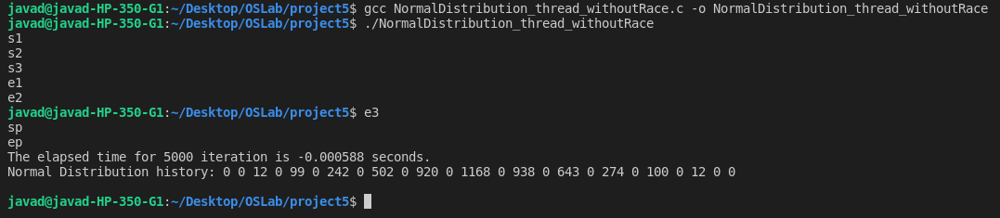 javad@javad-HP-350-G1:~/Desktop/OSLab/project5$ gcc NormalDistribution_thread_withoutRace.c -o NormalDistribution_thread_withoutRace
javad@javad-HP-350-G1:~/Desktop/OSLab/project5$ ./NormalDistribution_thread_withoutRace
s1
s2
s3
e1
e2
javad@javad-HP-350-G1:~/Desktop/OSLab/project5$ e3
sp
ep
The elapsed time for 5000 iteration is -0.000588 seconds.
Normal Distribution history: 0 0 12 0 99 0 242 0 502 0 920 0 1168 0 938 0 643 0 274 0 100 0 12 0 0
javad@javad-HP-350-G1:~/Desktop/OSLab/project5$